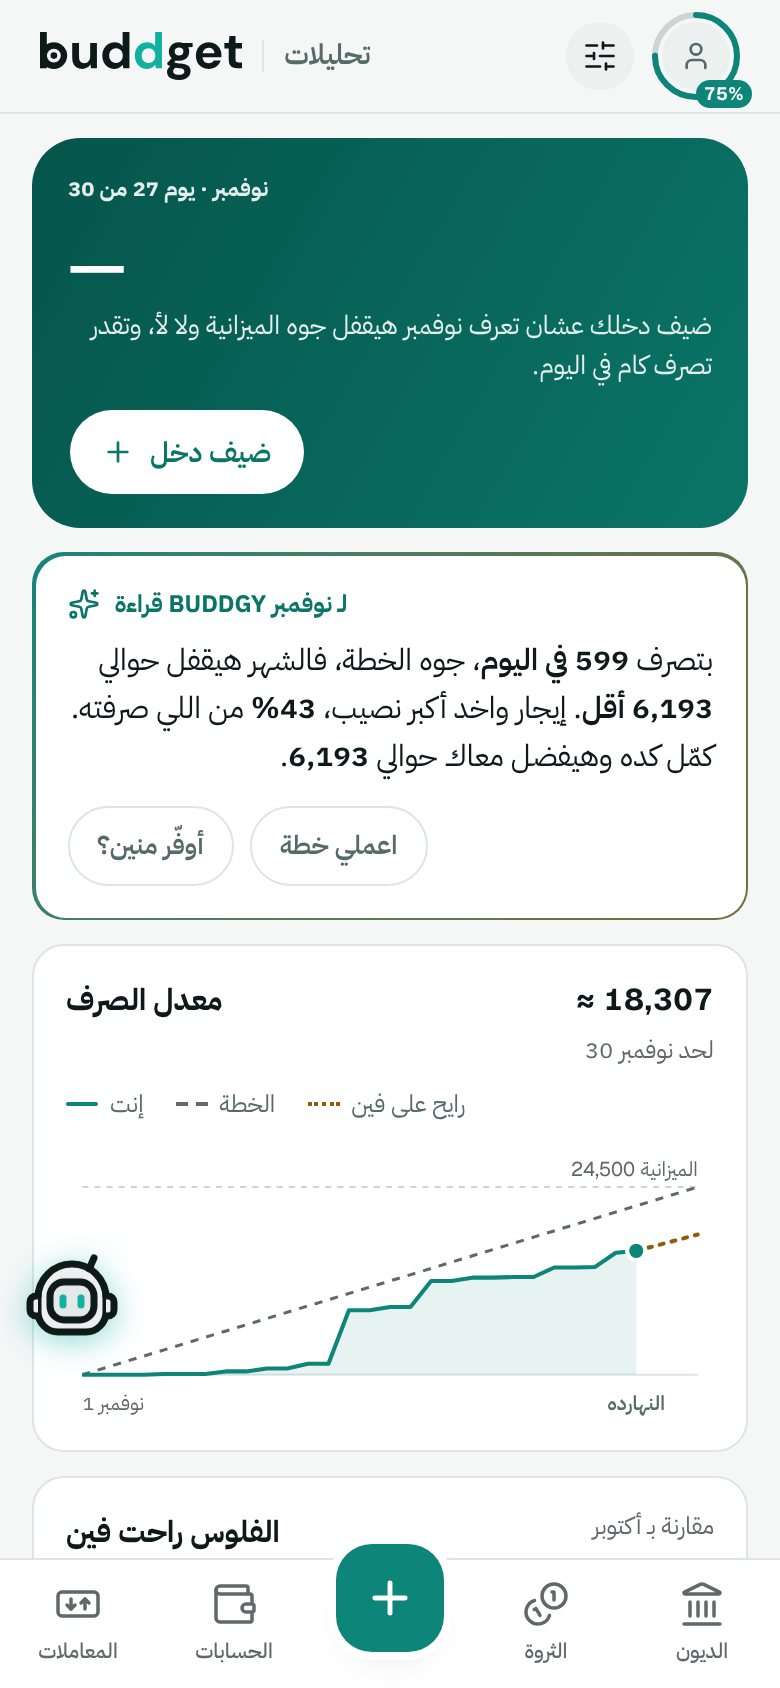 buddget
تحليلات
75%
نوفمبر · يوم 27 من 30
—
ضيف دخلك عشان تعرف نوفمبر هيقفل جوه الميزانية ولا لأ، وتقدر
تصرف كام في اليوم.
ضيف دخل
قراءة BUDDGY لـ نوفمبر
بتصرف 599 في اليوم، جوه الخطة، فالشهر هيقفل حوالي
6,193 أقل. إيجار واخد أكبر نصيب، 43% من اللي صرفته.
كمّل كده وهيفضل معاك حوالي 6,193.
أوفّر منين؟
اعملي خطة
معدل الصرف
≈ 18,307
لحد نوفمبر 30
إنت
الخطة
رايح على فين
الميزانية 24,500
نوفمبر 1
النهارده
الفلوس راحت فين
مقارنة بـ أكتوبر
المعاملات
الحسابات
الثروة
الديون